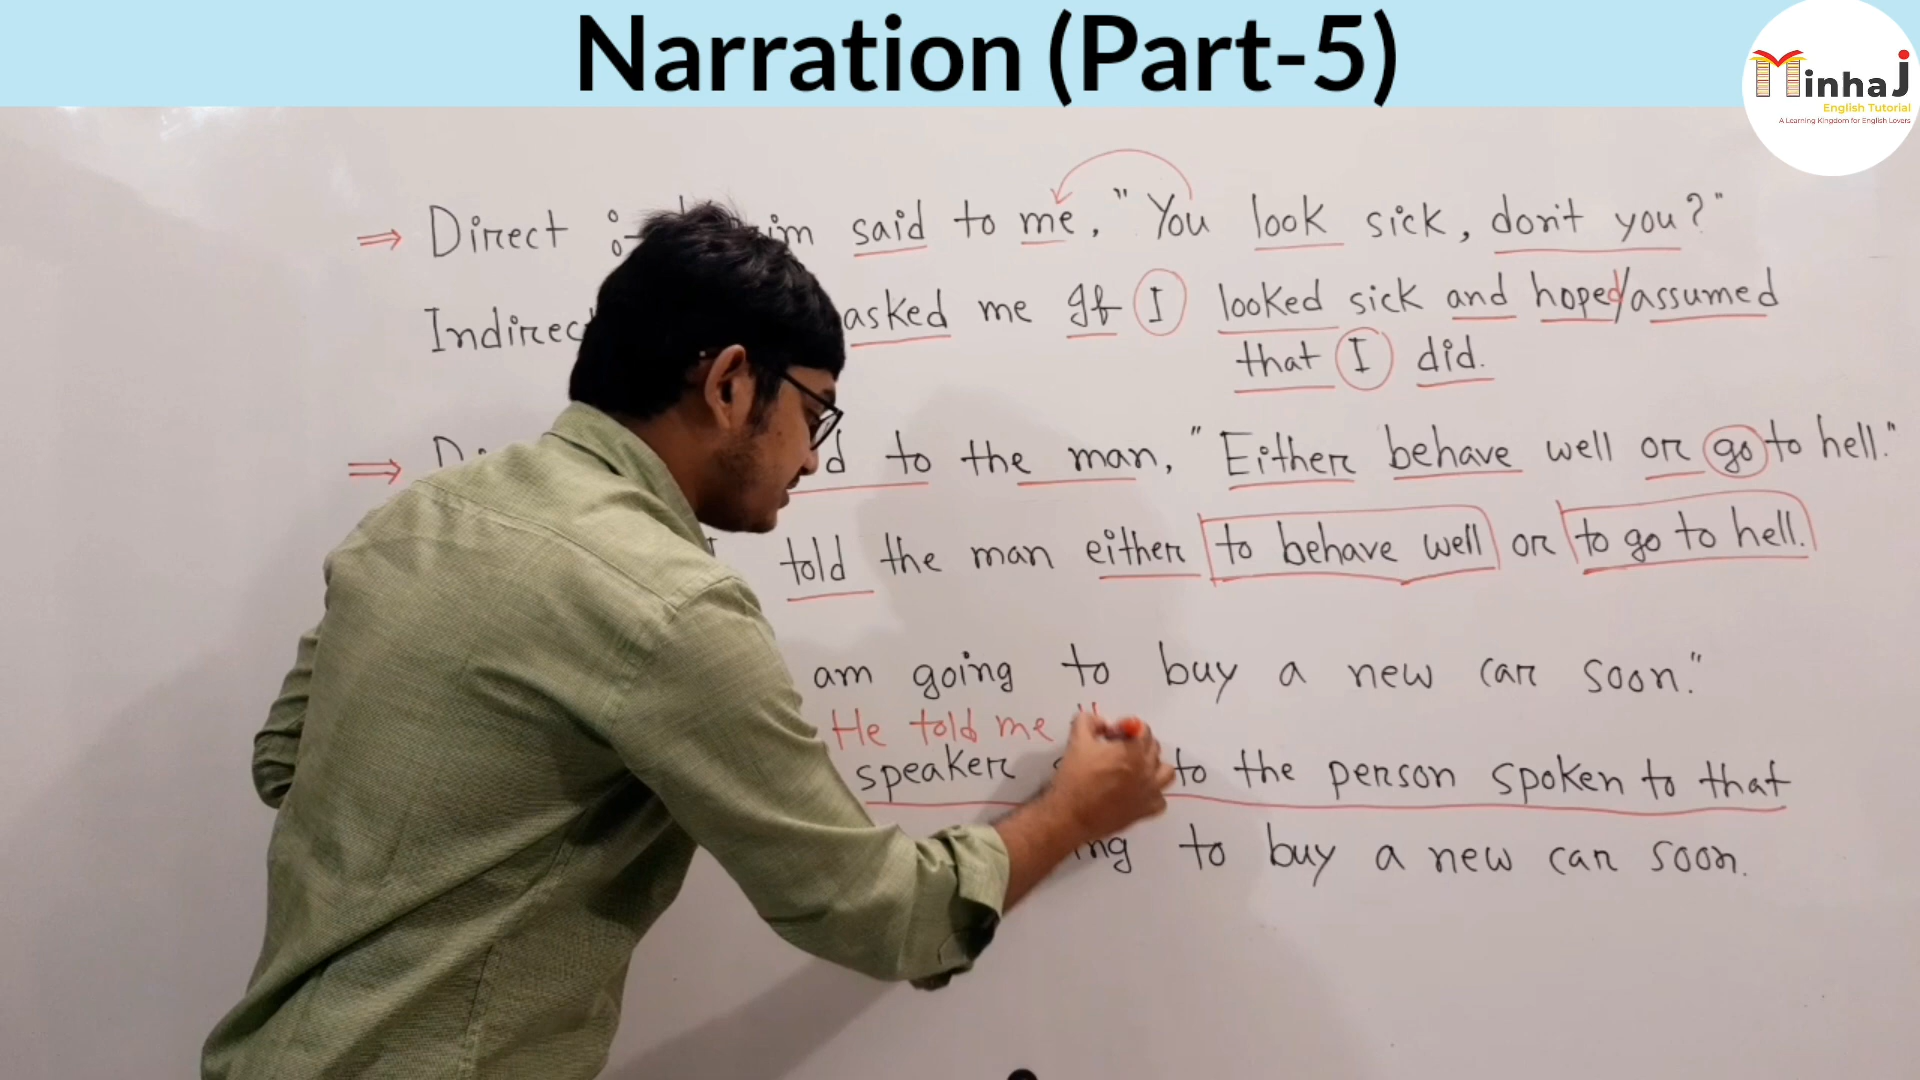 Narration (Part-5)
MinhaJ
English Tutorial
A Learning Kingdom for English Lovers
⇒ Direct :- said to me, "You look sick, don't you?"
Indirect asked me If I looked sick and hoped/assumed
that I did.
⇒ to the man, "Either behave well or go to hell."
told the man either to behave well or to go to hell.
am going to buy a new car soon."
He told me
speaker to the person spoken to that
to buy a new car soon.